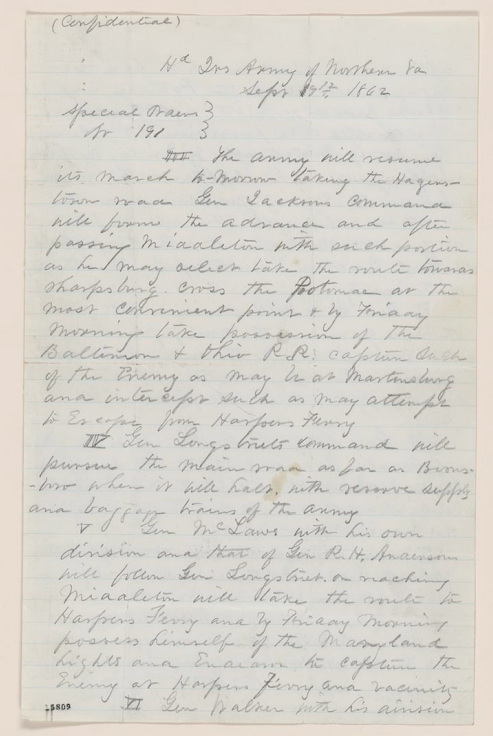 (Confidential)
Hd Qrs Army of Northern Va
Sept 9th 1862
Special Orders }
No 191 }
III The Army will resume
its march to-morrow taking the Hagers-
town road Gen Jacksons Command
will form the advance and after
passing Middleton with such portion
as he may select take the route towards
Sharpsburg. Cross the Potomac at the
most convenient point & by Friday
Morning take possession of the
Baltimore & Ohio R.R. capture such
of the Enemy as may be at Martinsburg
and intercept such as may attempt
to Escape from Harpers Ferry
IV Gen Longstreets command will
pursue the main road as far as Boons-
-boro when it will halt, with reserve supply
and baggage trains of the army
V Gen McLaws with his own
division and that of Gen R. H. Anderson
will follow Gen Longstreet. on reaching
Middleton will take the route to
Harpers Ferry and by Friday Morning
possess himself of the Maryland
hights and Endeavor to capture the
Enemy at Harpers Ferry and vacinity
VI Gen Walker with his division
15809